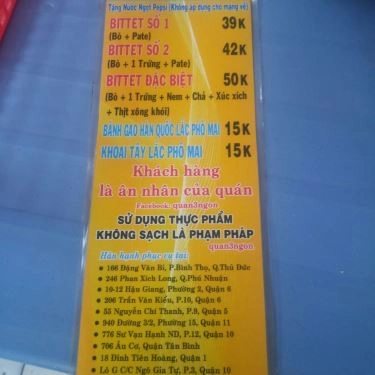 Tặng Nước Ngọt Pepsi (Không áp dụng cho mang về)
BITTET SỐ 1 39K
(Bò + Pate)
BITTET SỐ 2 42K
(Bò + 1 Trứng + Pate)
BITTET ĐẶC BIỆT 50K
(Bò + 1 Trứng + Nem + Chả + Xúc xích
+ Thịt xông khói)
BÁNH GẠO HÀN QUỐC LẮC PHÔ MAI 15K
KHOAI TÂY LẮC PHÔ MAI 15K
Khách hàng
là ân nhân của quán
Facebook: quan3ngon
SỬ DỤNG THỰC PHẨM
KHÔNG SẠCH LÀ PHẠM PHÁP
quan3ngon
Hân hạnh phục vụ tại:
• 166 Đặng Văn Bi, P.Bình Thọ, Q.Thủ Đức
• 246 Phan Xích Long, Q.Phú Nhuận
• 10-12 Hậu Giang, Phường 2, Quận 6
• 206 Trần Văn Kiểu, P.10, Quận 6
• 55 Nguyễn Chí Thanh, P.9, Quận 5
• 940 Đường 3/2, Phường 15, Quận 11
• 776 Sư Vạn Hạnh ND, P.12, Quận 10
• 706 Âu Cơ, Quận Tân Bình
• 18 Đinh Tiên Hoàng, Quận 1
• Lô G C/C Ngô Gia Tự, P.3, Quận 10